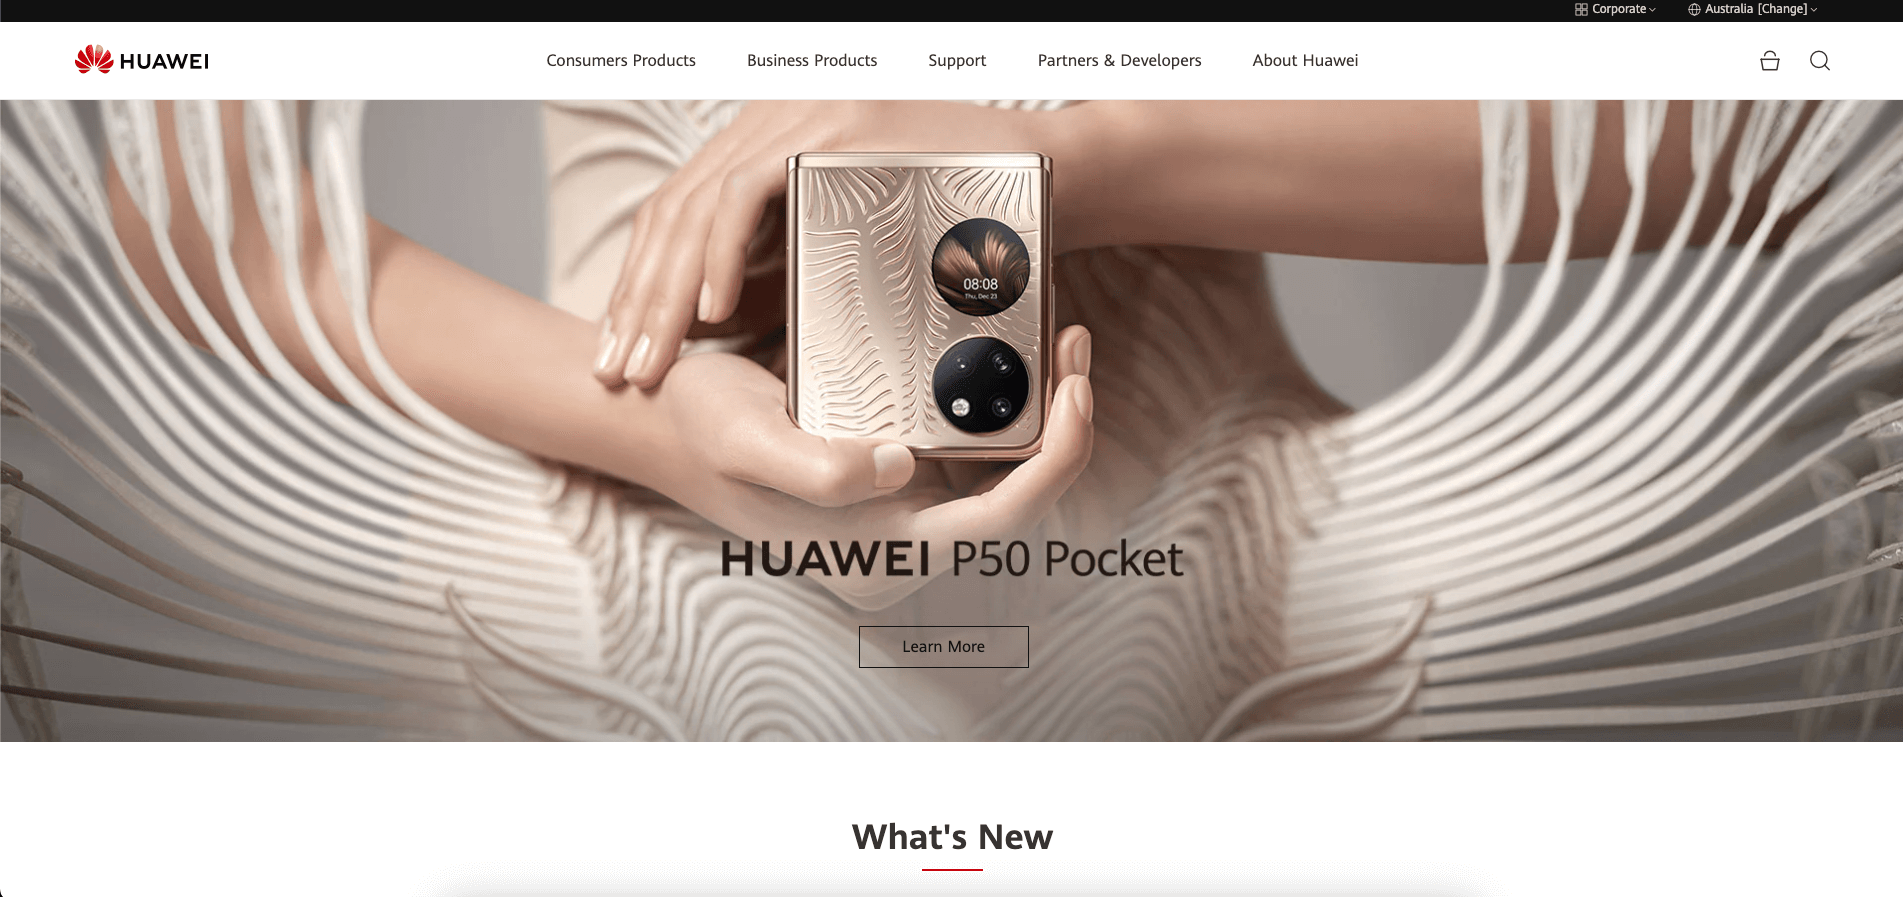 Corporate
Australia [Change]
HUAWEI
Consumers Products
Business Products
Support
Partners & Developers
About Huawei
08:08
Thu, Dec 23
HUAWEI P50 Pocket
Learn More
What's New